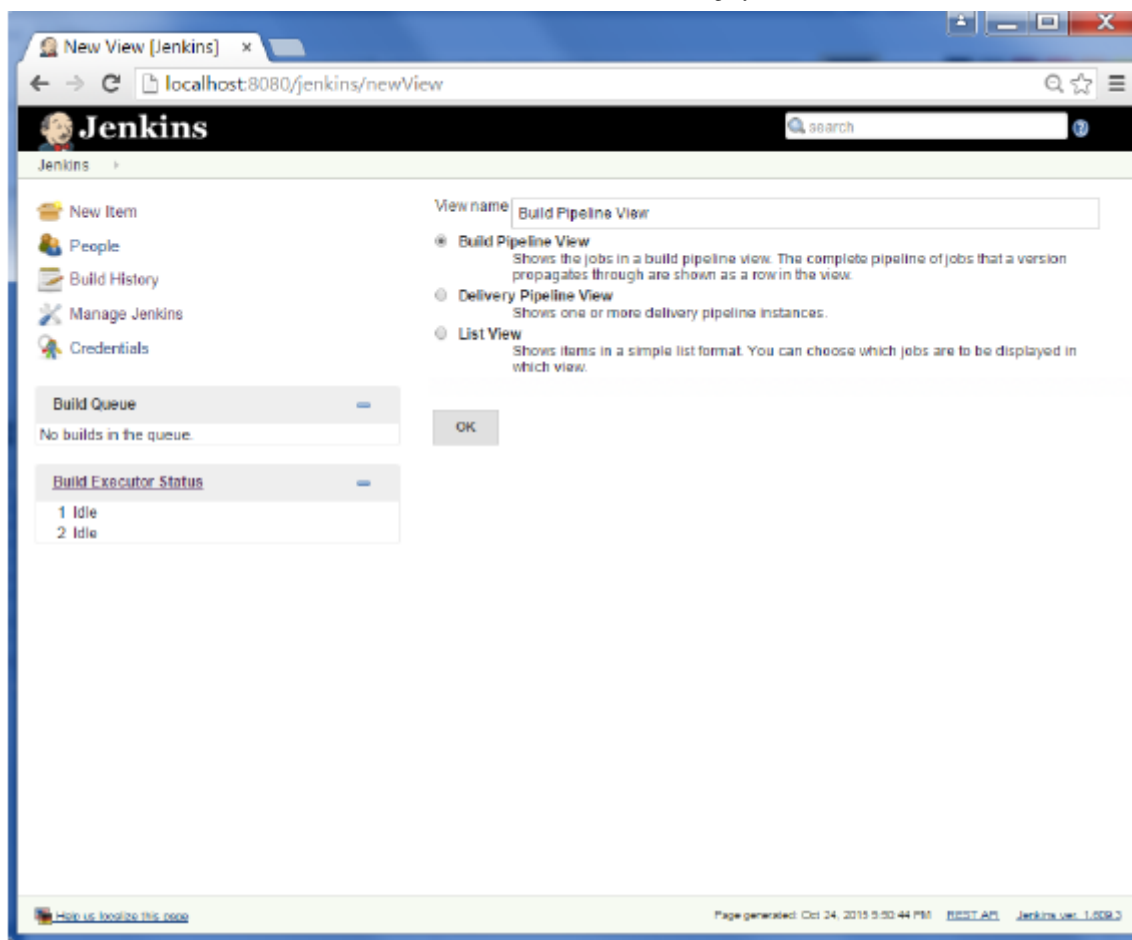 New View [Jenkins]
localhost:8080/jenkins/newView
Jenkins
search
Jenkins
New Item
People
Build History
Manage Jenkins
Credentials
Build Queue
No builds in the queue.
Build Executor Status
1 Idle
2 Idle
View name Build Pipeline View
Build Pipeline View
Shows the jobs in a build pipeline view. The complete pipeline of jobs that a version
propagates through are shown as a row in the view.
Delivery Pipeline View
Shows one or more delivery pipeline instances.
List View
Shows items in a simple list format. You can choose which jobs are to be displayed in
which view.
OK
Help us localize this page
Page generated: Oct 24, 2015 5:50:44 PM REST API Jenkins ver. 1.609.3